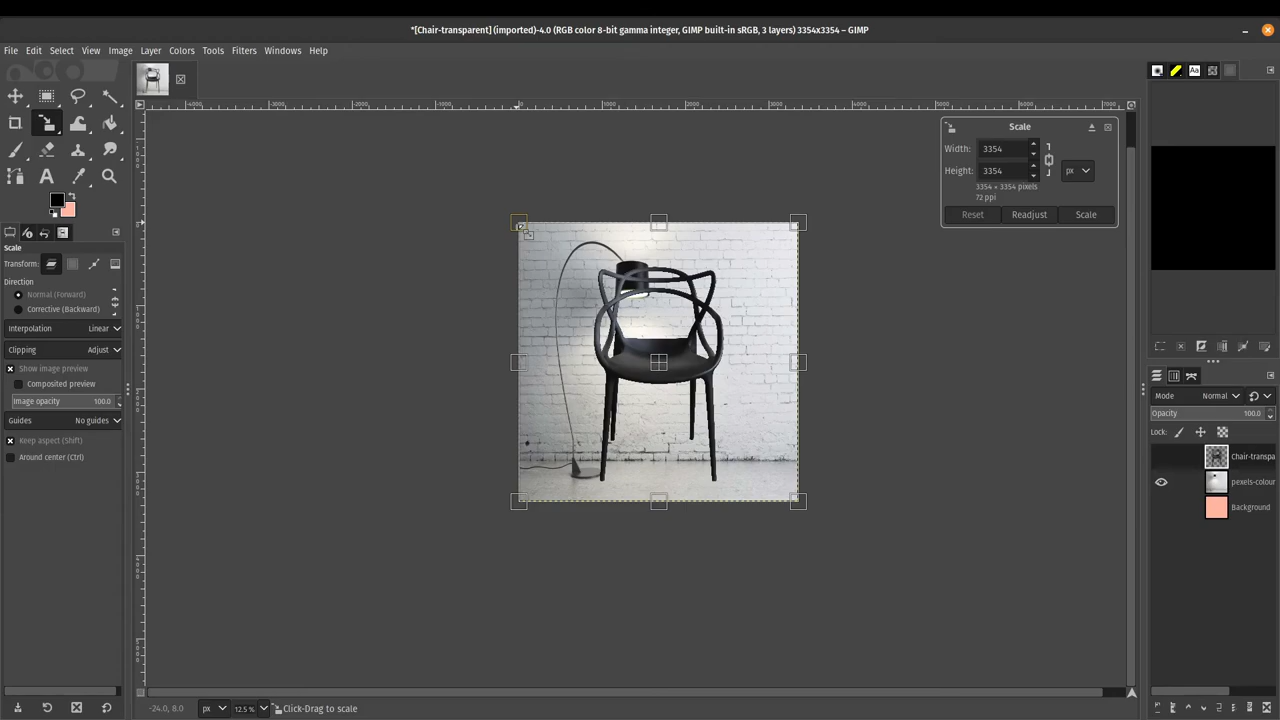 *[Chair-transparent] (imported)-4.0 (RGB color 8-bit gamma integer, GIMP built-in sRGB, 3 layers) 3354x3354 – GIMP
File Edit Select View Image Layer Colors Tools Filters Windows Help
Scale
Width: 3354
Height: 3354 px
3354 × 3354 pixels
72 ppi
Reset Readjust Scale
Scale
Transform:
Direction
Normal (Forward)
Corrective (Backward)
Interpolation Linear
Clipping Adjust
Show image preview
Composited preview
Image opacity 100.0
Guides No guides
Keep aspect (Shift)
Around center (Ctrl)
Mode Normal
Opacity 100.0
Lock:
Chair-transpa
pexels-colour
Background
-24.0, 8.0 px 12.5 % Click-Drag to scale